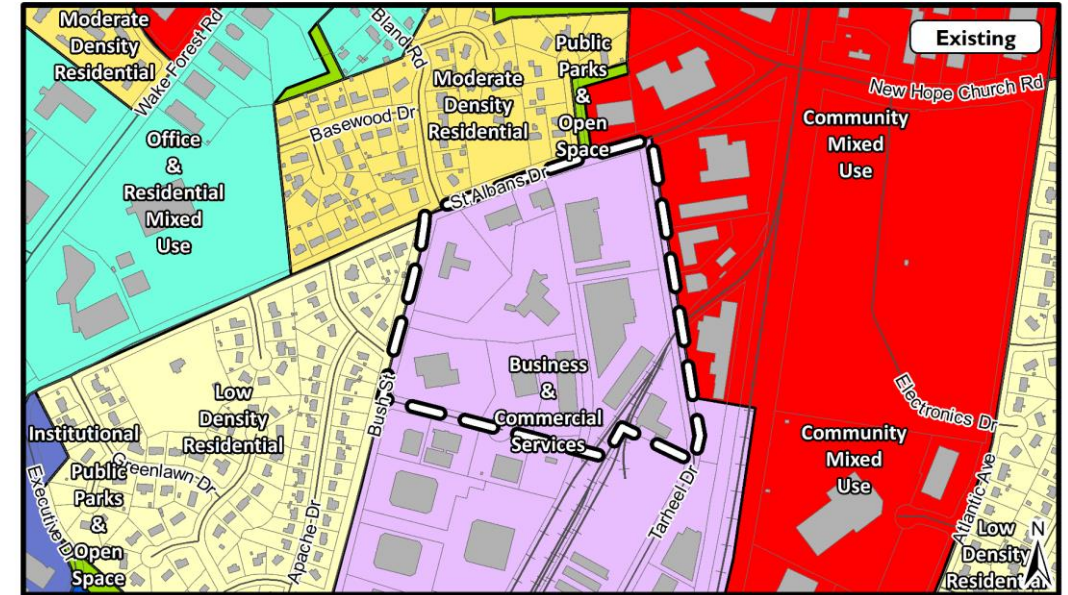 Moderate
Density
Residential
Wake Forest Rd
Bland Rd
Public
Parks
&
Open
Space
Existing
Moderate
Density
Residential
New Hope Church Rd
Basewood Dr
Community
Mixed
Use
Office
&
Residential
Mixed
Use
St Albans Dr
Business
&
Commercial
Services
Bush St
Low
Density
Residential
Electronics Dr
Institutional
Public
Parks
&
Open
Space
Greenlawn Dr
Executive Dr
Apache Dr
Tarheel Dr
Community
Mixed
Use
Atlantic Ave
Low
Density
Residential
N